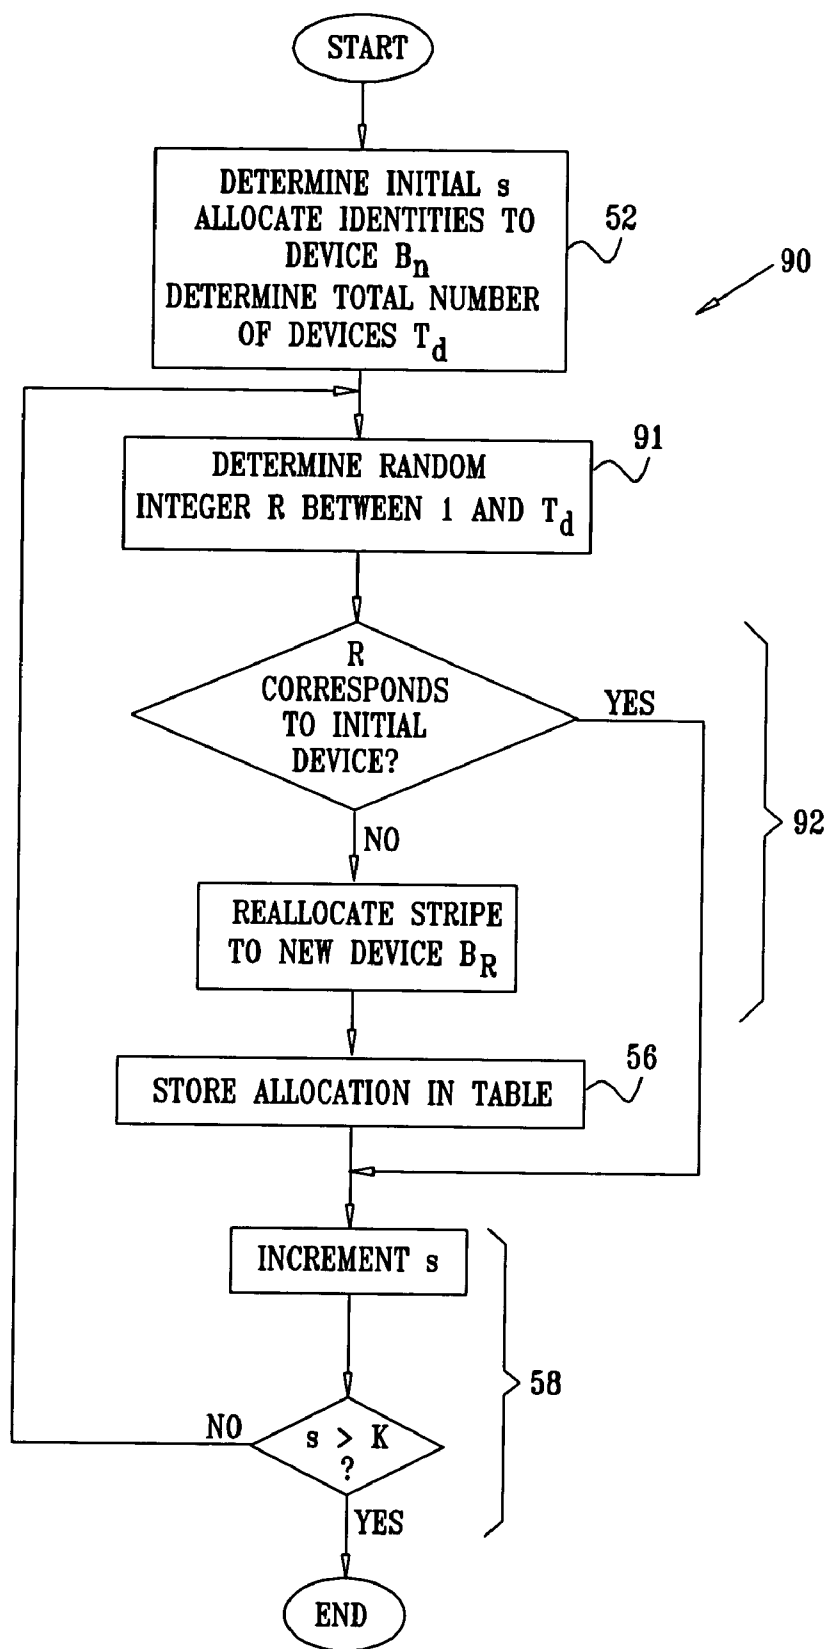 START
DETERMINE INITIAL s
ALLOCATE IDENTITIES TO
DEVICE Bn
DETERMINE TOTAL NUMBER
OF DEVICES Td
52
90
91
DETERMINE RANDOM
INTEGER R BETWEEN 1 AND Td
R
CORRESPONDS
TO INITIAL
DEVICE?
YES
NO
92
REALLOCATE STRIPE
TO NEW DEVICE BR
56
STORE ALLOCATION IN TABLE
INCREMENT s
58
NO
s > K
?
YES
END